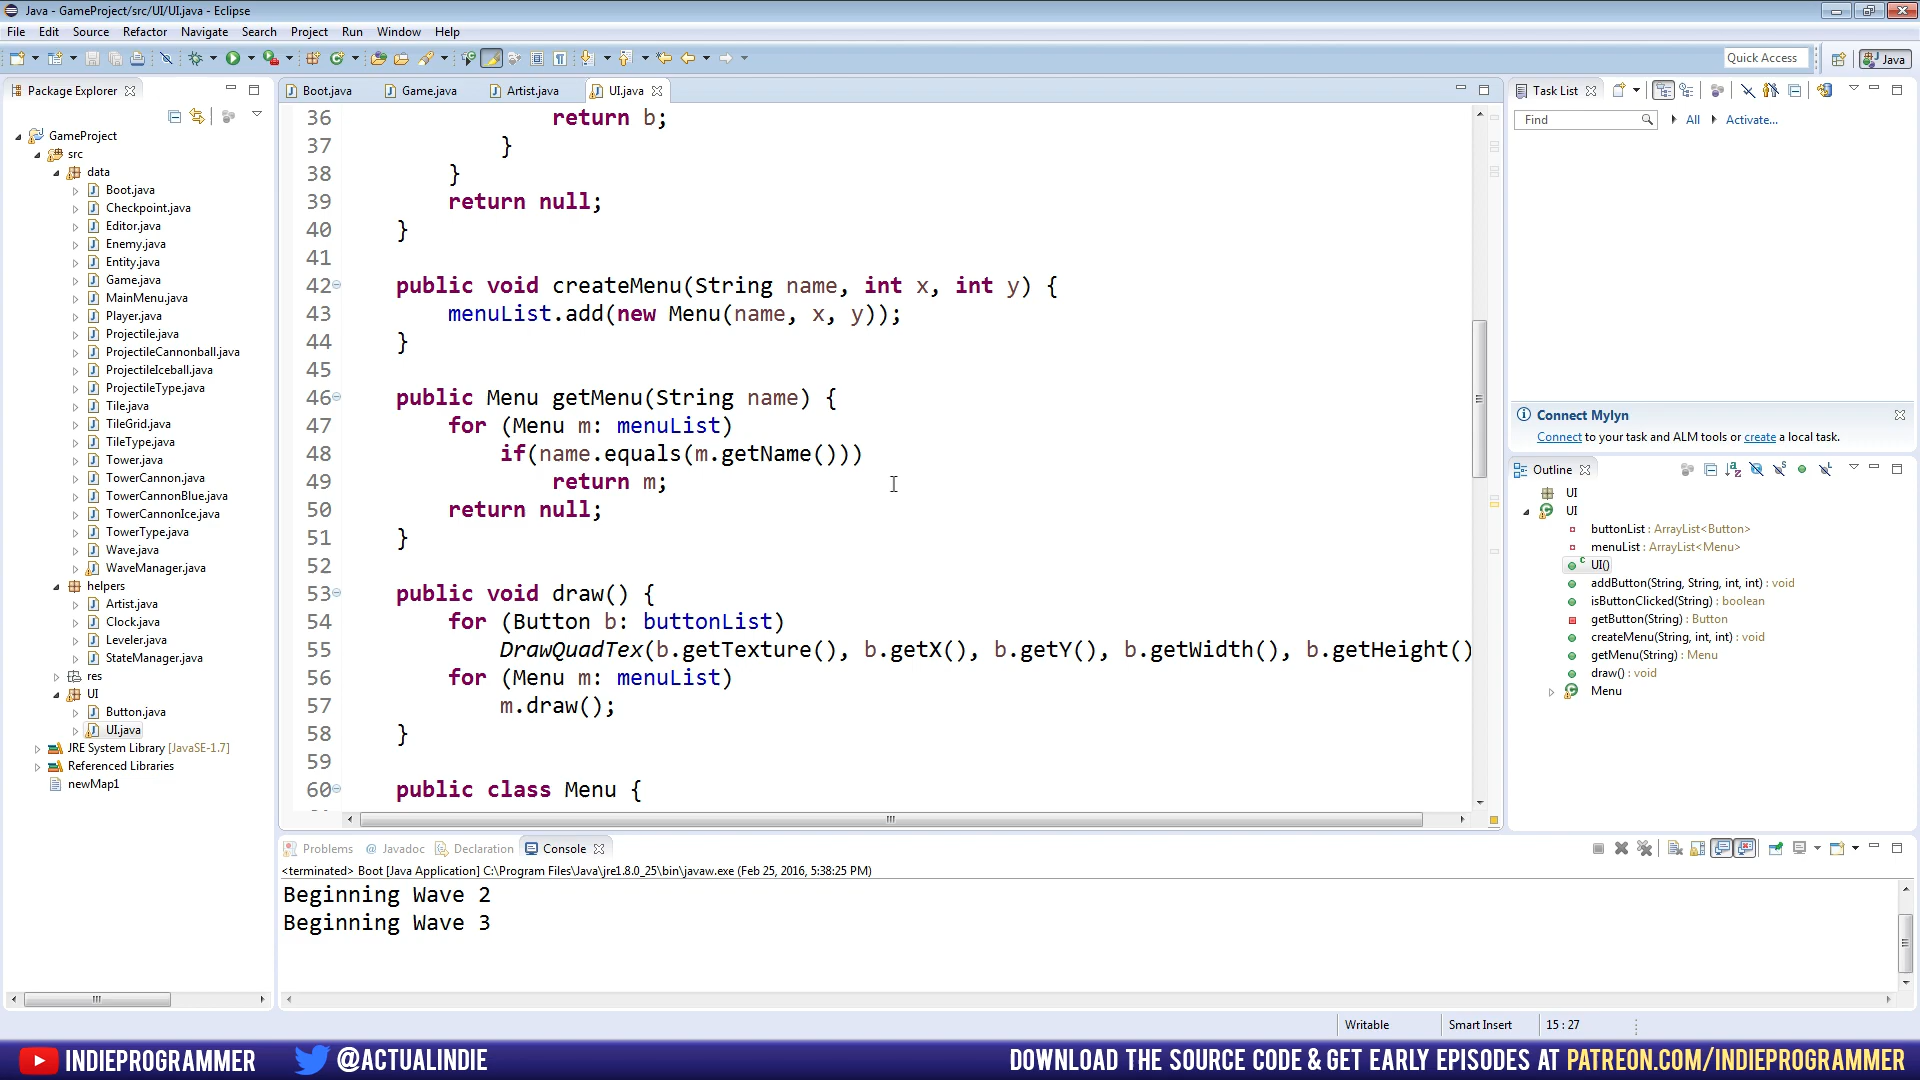 Java - GameProject/src/UI/UI.java - Eclipse
File Edit Source Refactor Navigate Search Project Run Window Help
Quick Access
Java
Package Explorer
GameProject
src
data
Boot.java
Checkpoint.java
Editor.java
Enemy.java
Entity.java
Game.java
MainMenu.java
Player.java
Projectile.java
ProjectileCannonball.java
ProjectileIceball.java
ProjectileType.java
Tile.java
TileGrid.java
TileType.java
Tower.java
TowerCannon.java
TowerCannonBlue.java
TowerCannonIce.java
TowerType.java
Wave.java
WaveManager.java
helpers
Artist.java
Clock.java
Leveler.java
StateManager.java
res
UI
Button.java
UI.java
JRE System Library [JavaSE-1.7]
Referenced Libraries
newMap1
Boot.java Game.java Artist.java UI.java
36 return b;
37 }
38 }
39 return null;
40 }
41
42 public void createMenu(String name, int x, int y) {
43 menuList.add(new Menu(name, x, y));
44 }
45
46 public Menu getMenu(String name) {
47 for (Menu m: menuList)
48 if(name.equals(m.getName()))
49 return m;
50 return null;
51 }
52
53 public void draw() {
54 for (Button b: buttonList)
55 DrawQuadTex(b.getTexture(), b.getX(), b.getY(), b.getWidth(), b.getHeight()
56 for (Menu m: menuList)
57 m.draw();
58 }
59
60 public class Menu {
Task List
Find
All
Activate...
Connect Mylyn
Connect to your task and ALM tools or create a local task.
Outline
UI
UI
buttonList : ArrayList<Button>
menuList : ArrayList<Menu>
UI()
addButton(String, String, int, int) : void
isButtonClicked(String) : boolean
getButton(String) : Button
createMenu(String, int, int) : void
getMenu(String) : Menu
draw() : void
Menu
Problems @ Javadoc Declaration Console
<terminated> Boot [Java Application] C:\Program Files\Java\jre1.8.0_25\bin\javaw.exe (Feb 25, 2016, 5:38:25 PM)
Beginning Wave 2
Beginning Wave 3
Writable Smart Insert 15 : 27
INDIEPROGRAMMER @ACTUALINDIE DOWNLOAD THE SOURCE CODE & GET EARLY EPISODES AT PATREON.COM/INDIEPROGRAMMER